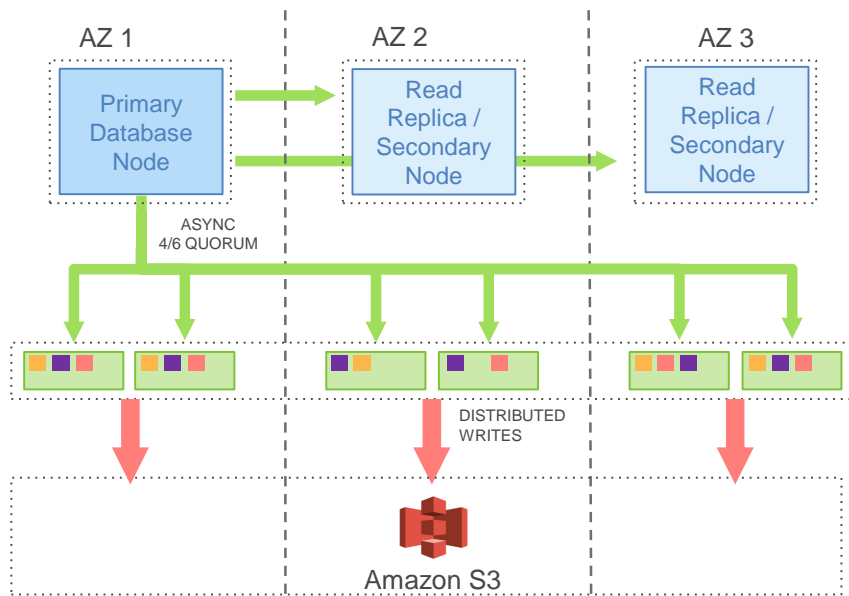 AZ 1
AZ 2
AZ 3
Primary
Database
Node
Read
Replica /
Secondary
Node
Read
Replica /
Secondary
Node
ASYNC
4/6 QUORUM
DISTRIBUTED
WRITES
Amazon S3